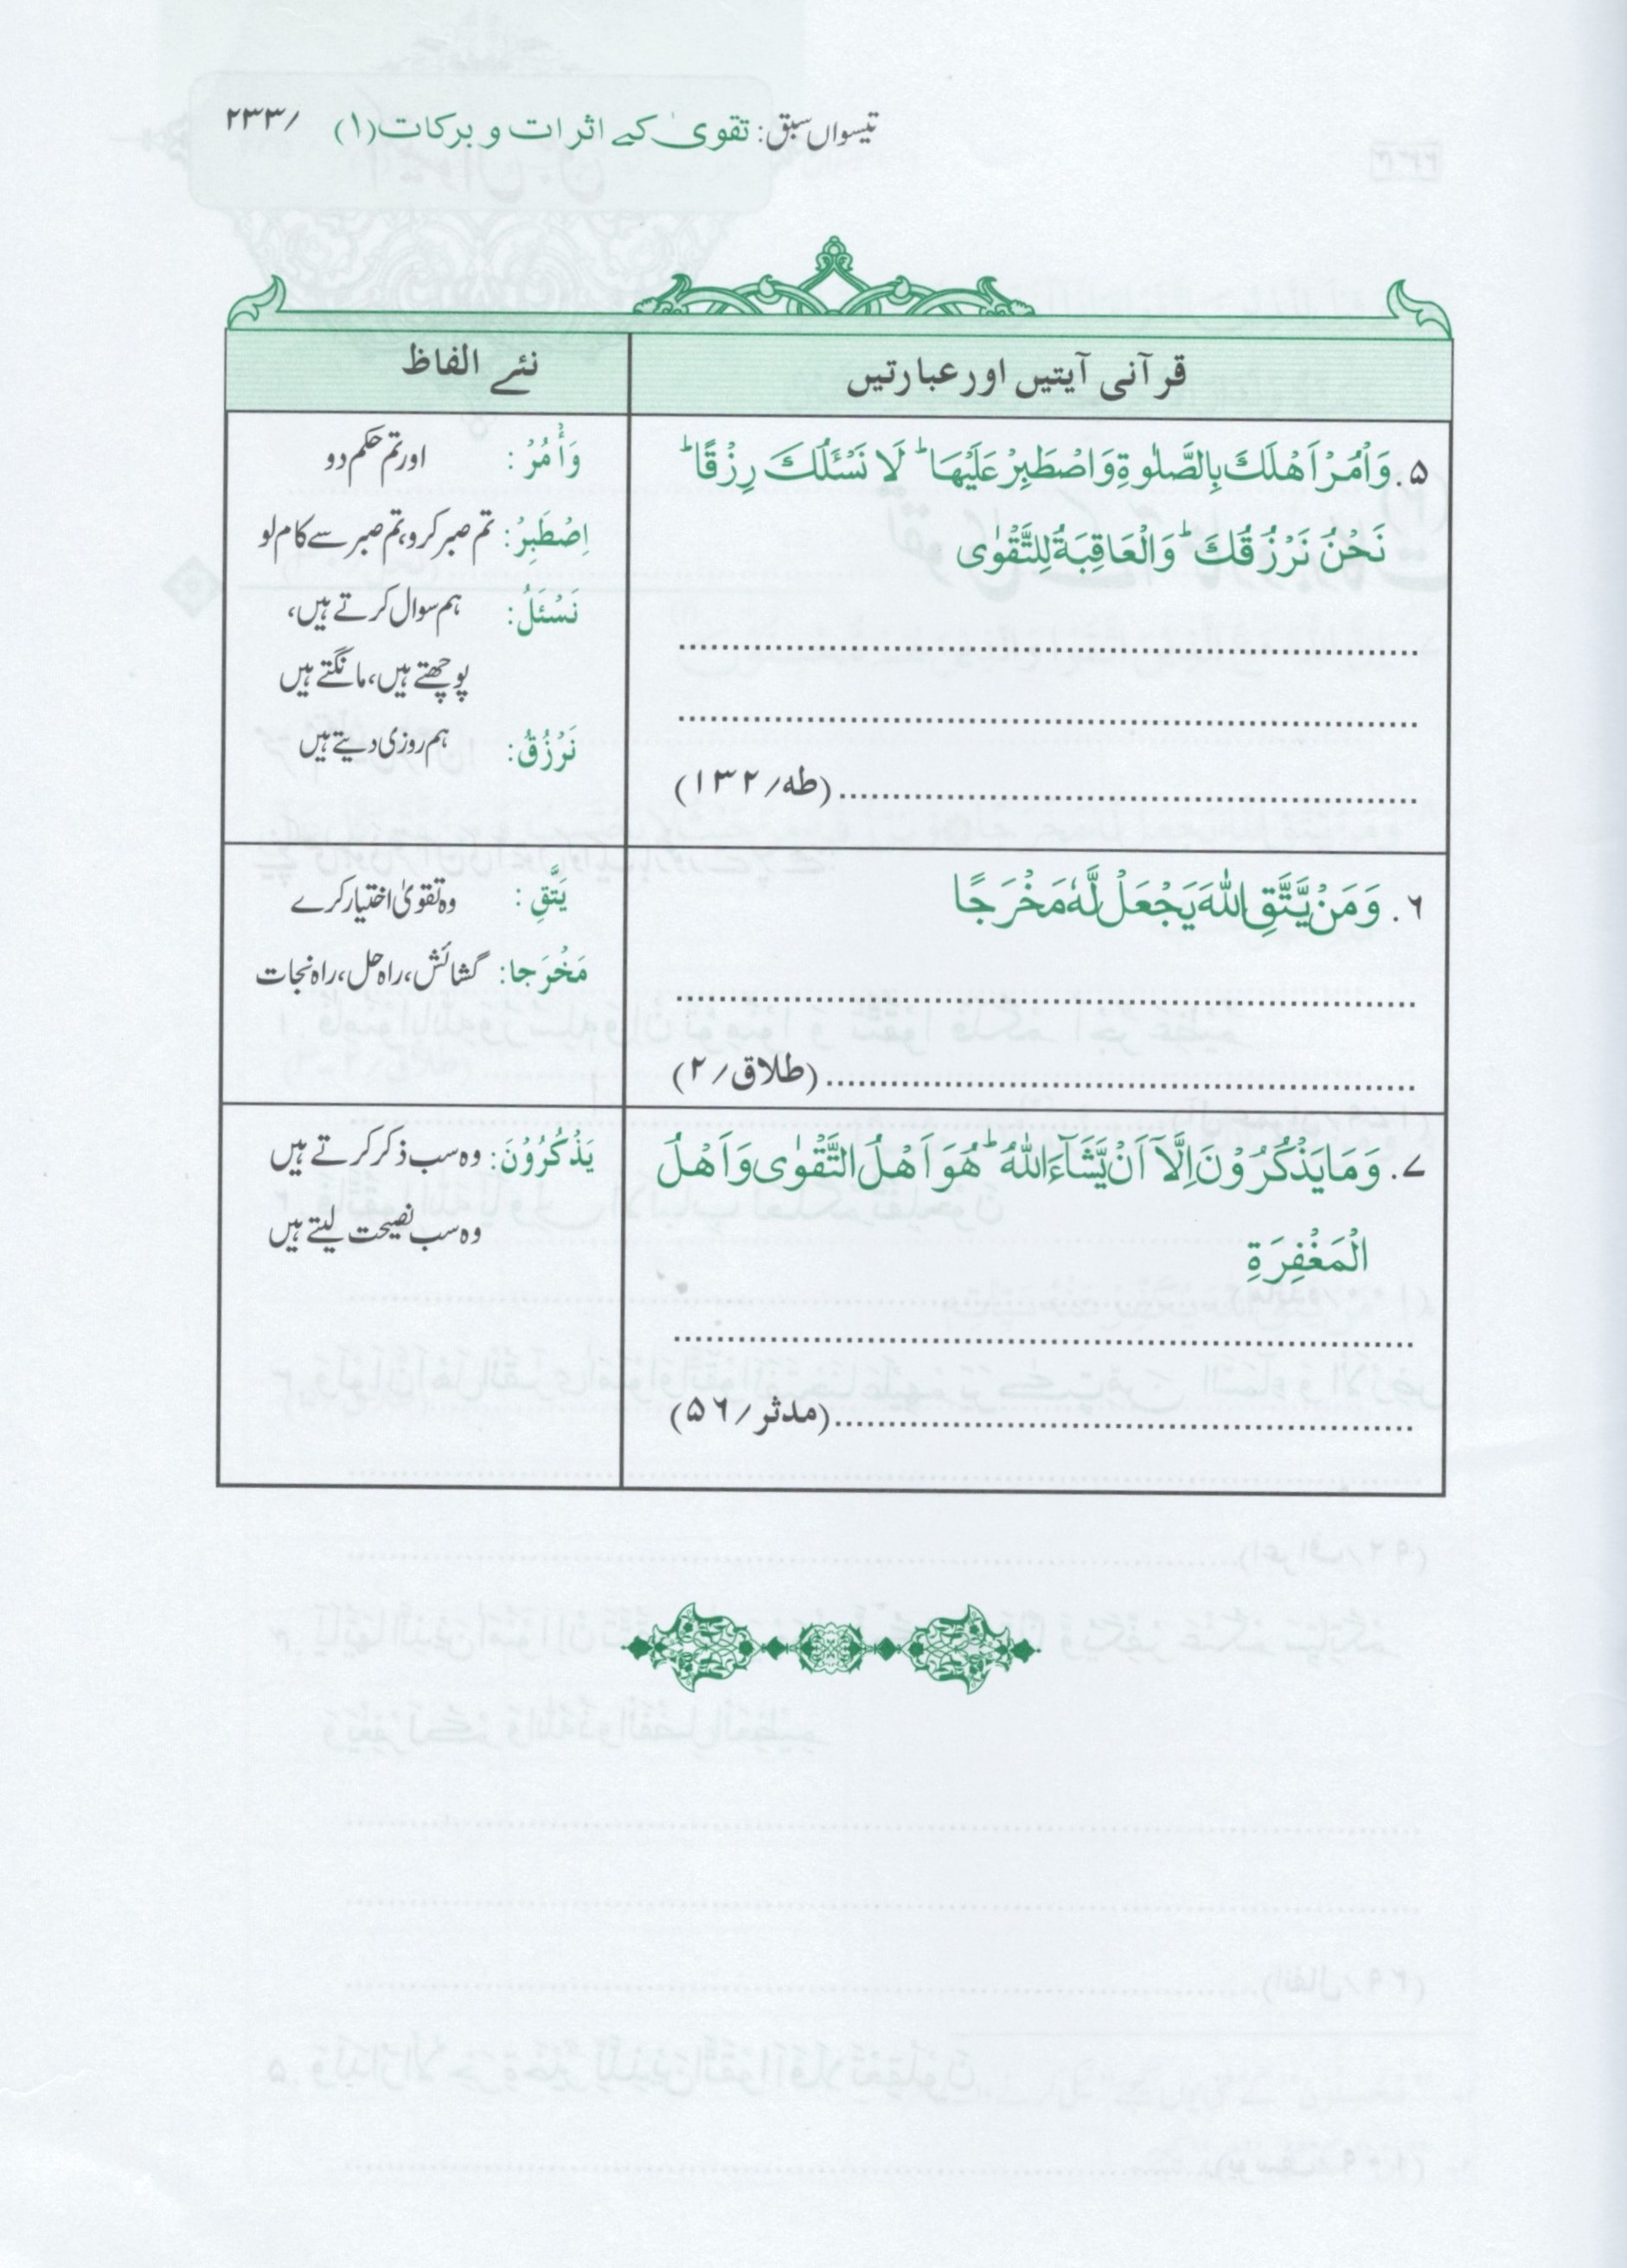 تیسواں سبق: تقویٰ کے اثرات و برکات (۱) /۲۳۳
قرآنی آیتیں اور عبارتیں
نئے الفاظ
۵. وَاْمُرْ اَهْلَكَ بِالصَّلٰوةِ وَاصْطَبِرْ عَلَيْهَا ؕ لَا نَسْئَلُكَ رِزْقًا ؕ
نَحْنُ نَرْزُقُكَ ؕ وَالْعَاقِبَةُ لِلتَّقْوٰى
(طه/۱۳۲)
وَأْمُرْ: اور تم حکم دو
اِصْطَبِرْ: تم صبر کرو، تم صبر سے کام لو
نَسْئَلُ: ہم سوال کرتے ہیں،
پوچھتے ہیں، مانگتے ہیں
نَرْزُقُ: ہم روزی دیتے ہیں
۶. وَمَنْ يَّتَّقِ اللّٰهَ يَجْعَلْ لَّهٗ مَخْرَجًا
(طلاق/۲)
يَتَّقِ: وہ تقویٰ اختیار کرے
مَخْرَجا: گشائش، راہ حل، راہ نجات
۷. وَمَا يَذْكُرُوْنَ اِلَّاۤ اَنْ يَّشَآءَ اللّٰهُ ؕ هُوَ اَهْلُ التَّقْوٰى وَاَهْلُ
الْمَغْفِرَةِ
(مدثر/۵۶)
يَذْكُرُوْنَ: وہ سب ذکر کرتے ہیں
وہ سب نصیحت لیتے ہیں